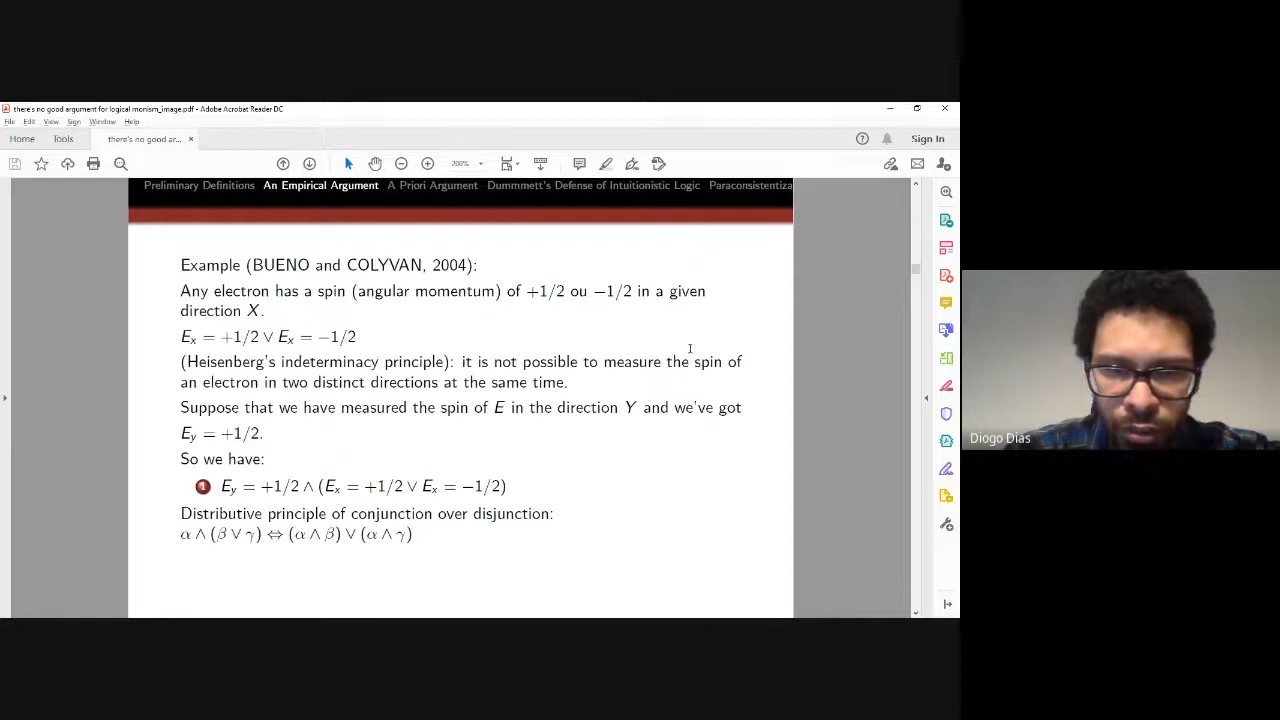 there's no good argument for logical monism_image.pdf - Adobe Acrobat Reader DC
File Edit View Sign Window Help
Home Tools there's no good ar... × Sign In
200%
Preliminary Definitions An Empirical Argument A Priori Argument Dummmett's Defense of Intuitionistic Logic Paraconsistentiza
Example (BUENO and COLYVAN, 2004):
Any electron has a spin (angular momentum) of +1/2 ou −1/2 in a given
direction X.
Eₓ = +1/2 ∨ Eₓ = −1/2
(Heisenberg's indeterminacy principle): it is not possible to measure the spin of
an electron in two distinct directions at the same time.
Suppose that we have measured the spin of E in the direction Y and we've got
E_y = +1/2.
So we have:
1 E_y = +1/2 ∧ (Eₓ = +1/2 ∨ Eₓ = −1/2)
Distributive principle of conjunction over disjunction:
α ∧ (β ∨ γ) ⇔ (α ∧ β) ∨ (α ∧ γ)
Diogo Dias